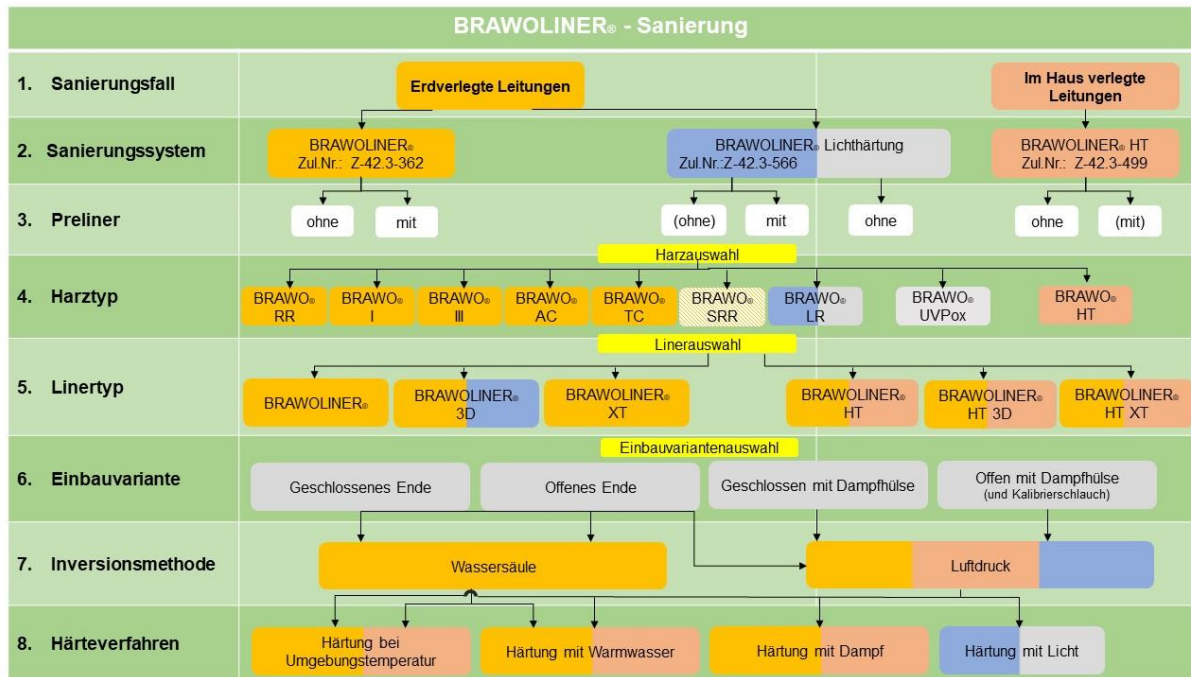 BRAWOLINER® - Sanierung
1. Sanierungsfall
Erdverlegte Leitungen
Im Haus verlegte
Leitungen
2. Sanierungssystem
BRAWOLINER®
Zul.Nr.: Z-42.3-362
BRAWOLINER® Lichthärtung
Zul.Nr.:Z-42.3-566
BRAWOLINER® HT
Zul.Nr.: Z-42.3-499
3. Preliner
ohne
mit
(ohne)
mit
ohne
ohne
(mit)
Harzauswahl
4. Harztyp
BRAWO®
RR
BRAWO®
I
BRAWO®
III
BRAWO®
AC
BRAWO®
TC
BRAWO®
SRR
BRAWO®
LR
BRAWO®
UVPox
BRAWO®
HT
Linerauswahl
5. Linertyp
BRAWOLINER®
BRAWOLINER®
3D
BRAWOLINER®
XT
BRAWOLINER®
HT
BRAWOLINER®
HT 3D
BRAWOLINER®
HT XT
Einbauvariantenauswahl
6. Einbauvariante
Geschlossenes Ende
Offenes Ende
Geschlossen mit Dampfhülse
Offen mit Dampfhülse
(und Kalibrierschlauch)
7. Inversionsmethode
Wassersäule
Luftdruck
8. Härteverfahren
Härtung bei
Umgebungstemperatur
Härtung mit Warmwasser
Härtung mit Dampf
Härtung mit Licht